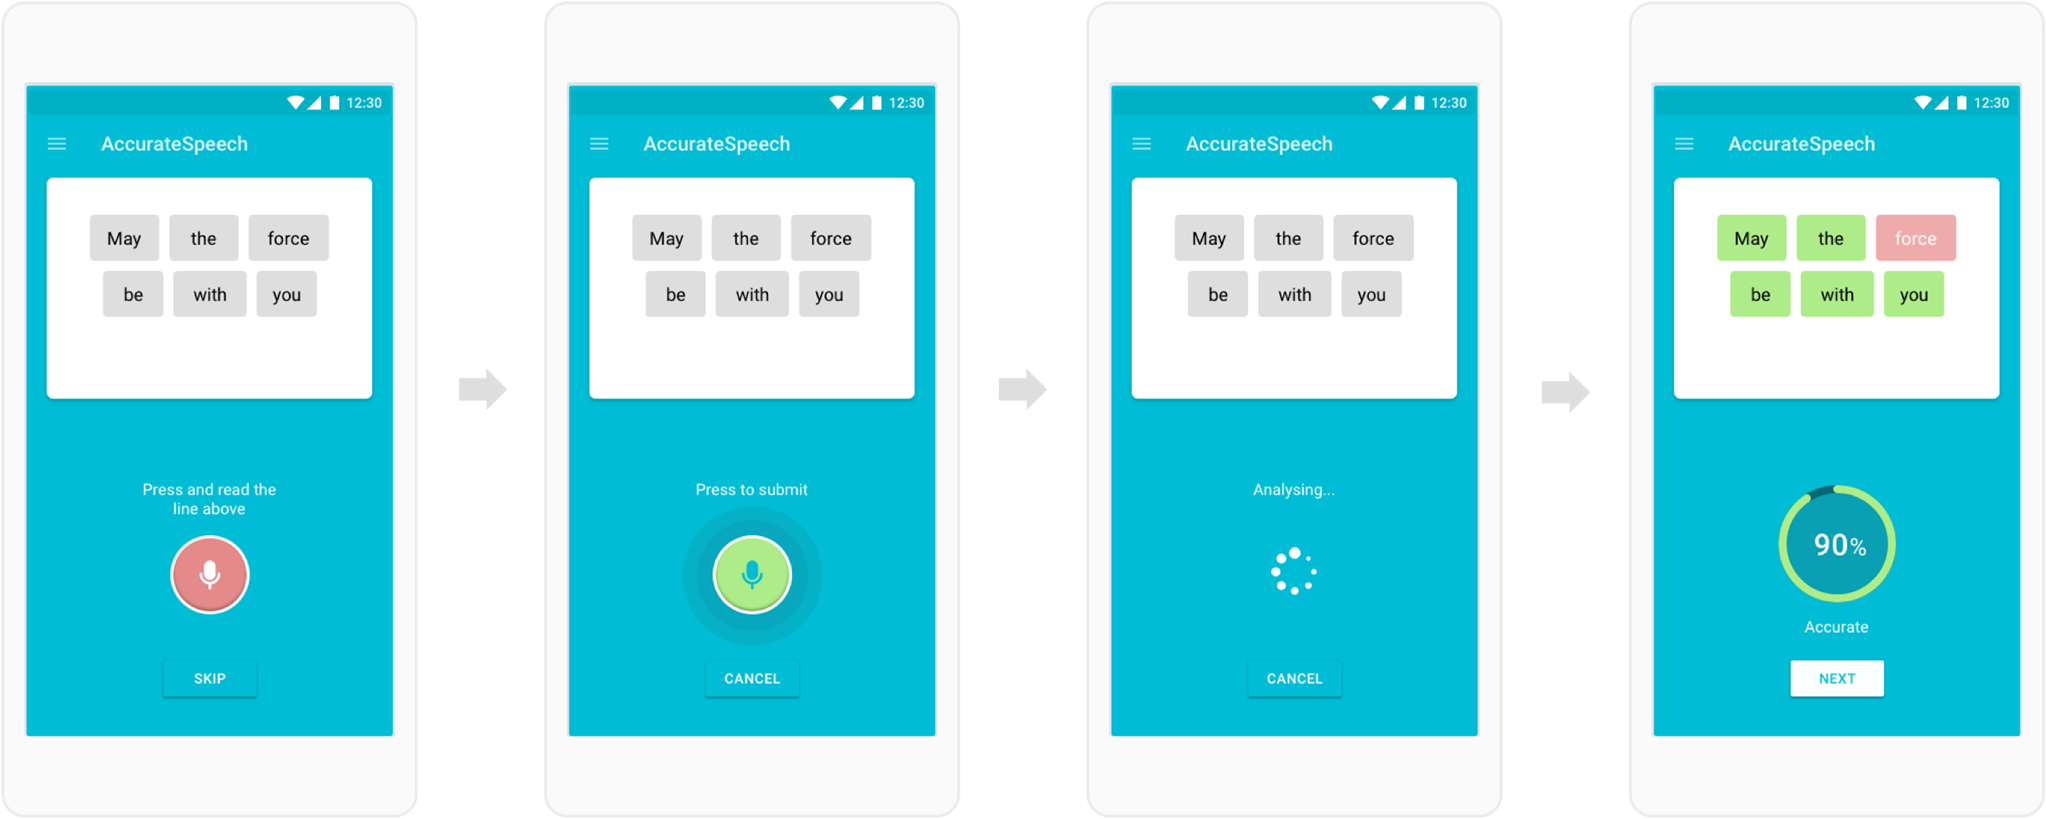 12:30
AccurateSpeech
May the force
be with you
Press and read the
line above
SKIP
12:30
AccurateSpeech
May the force
be with you
Press to submit
CANCEL
12:30
AccurateSpeech
May the force
be with you
Analysing...
CANCEL
12:30
AccurateSpeech
May the force
be with you
90%
Accurate
NEXT